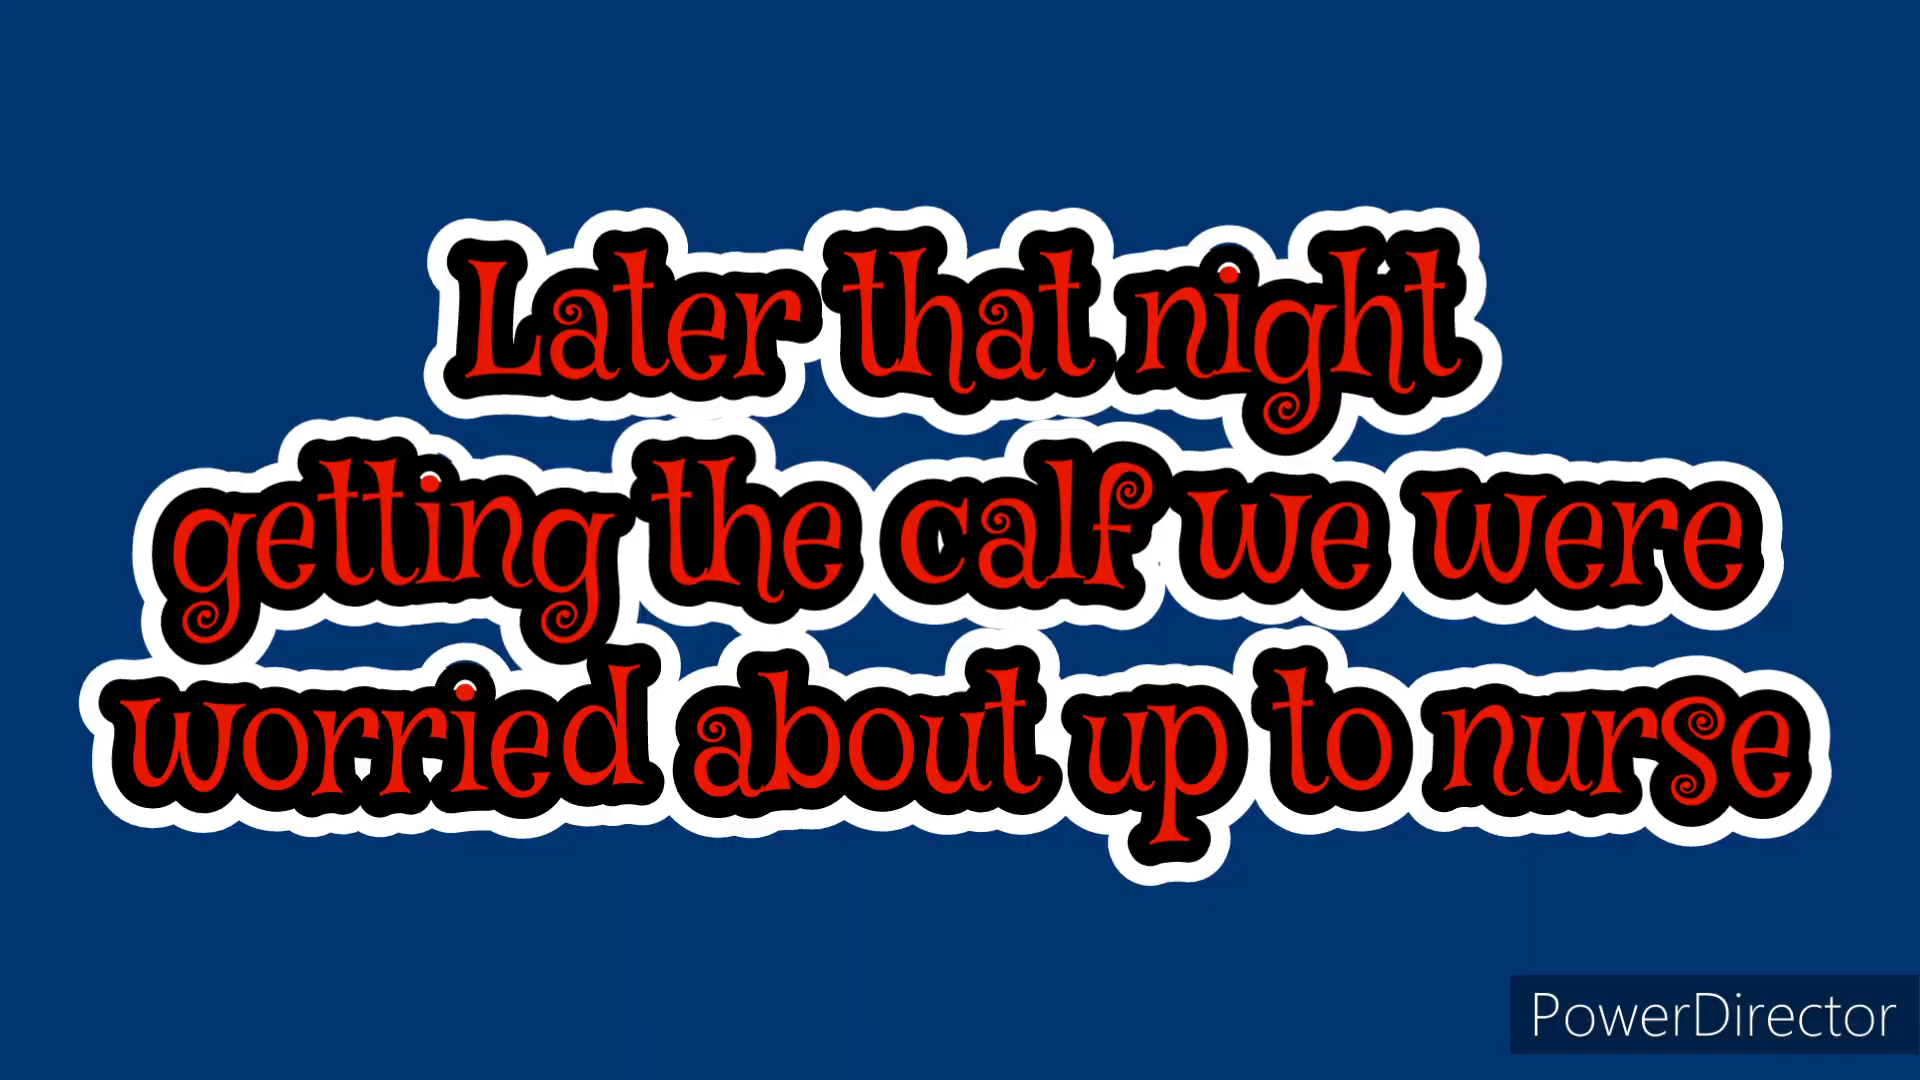 Later that night
getting the calf we were
worried about up to nurse
PowerDirector